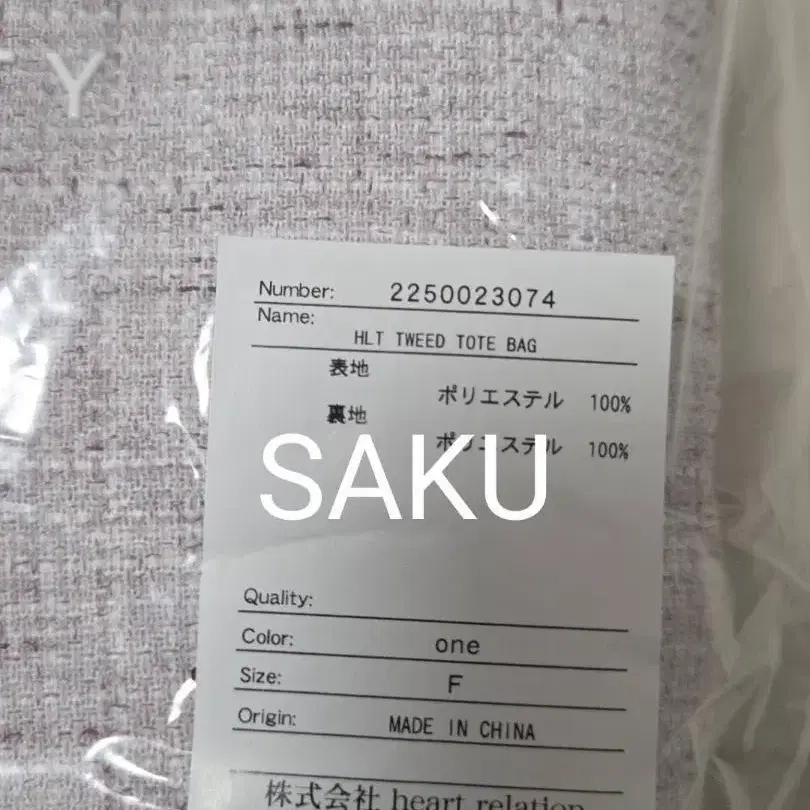 TY
Number: 2250023074
Name:
HLT TWEED TOTE BAG
表地
ポリエステル 100%
裏地
ポリエステル 100%
SAKU
Quality:
Color: one
Size: F
Origin: MADE IN CHINA
株式会社 heart relation